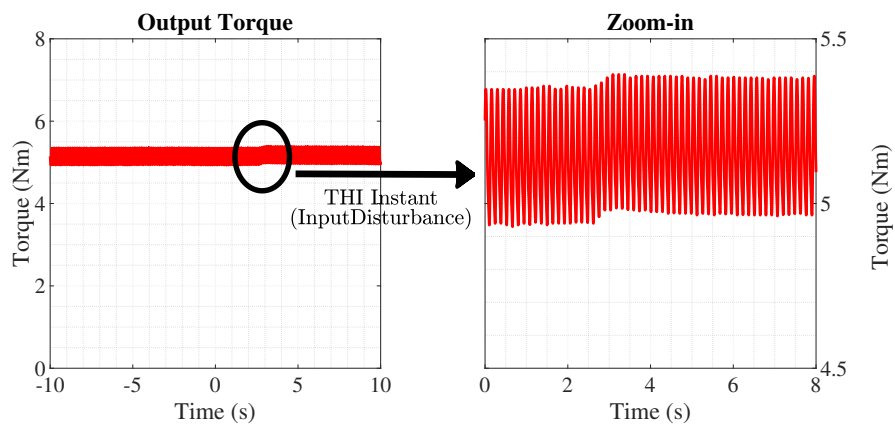 Output Torque
Zoom-in
8
6
4
2
0
Torque (Nm)
-10
-5
0
5
10
Time (s)
THI Instant
(InputDisturbance)
5.5
5
4.5
Torque (Nm)
0
2
4
6
8
Time (s)